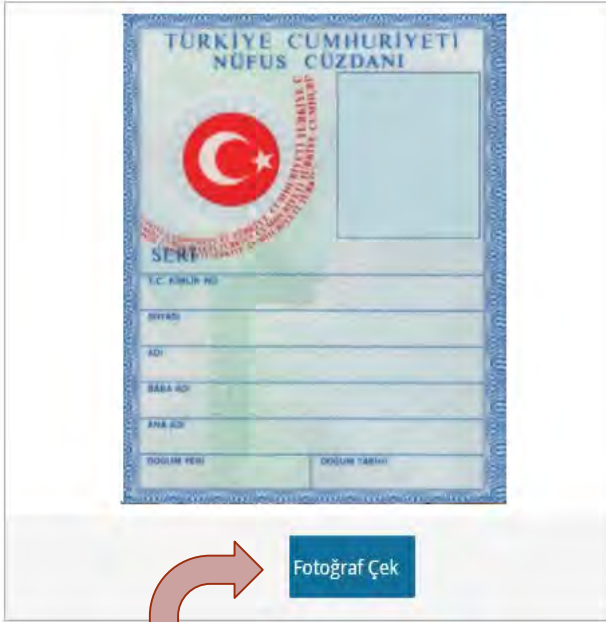 TÜRKİYE CUMHURİYETİ
NÜFUS CÜZDANI
SERİ
T.C. KİMLİK NO
SOYADI
ADI
BABA ADI
ANA ADI
DOĞUM YERİ DOĞUM TARİHİ
Fotoğraf Çek